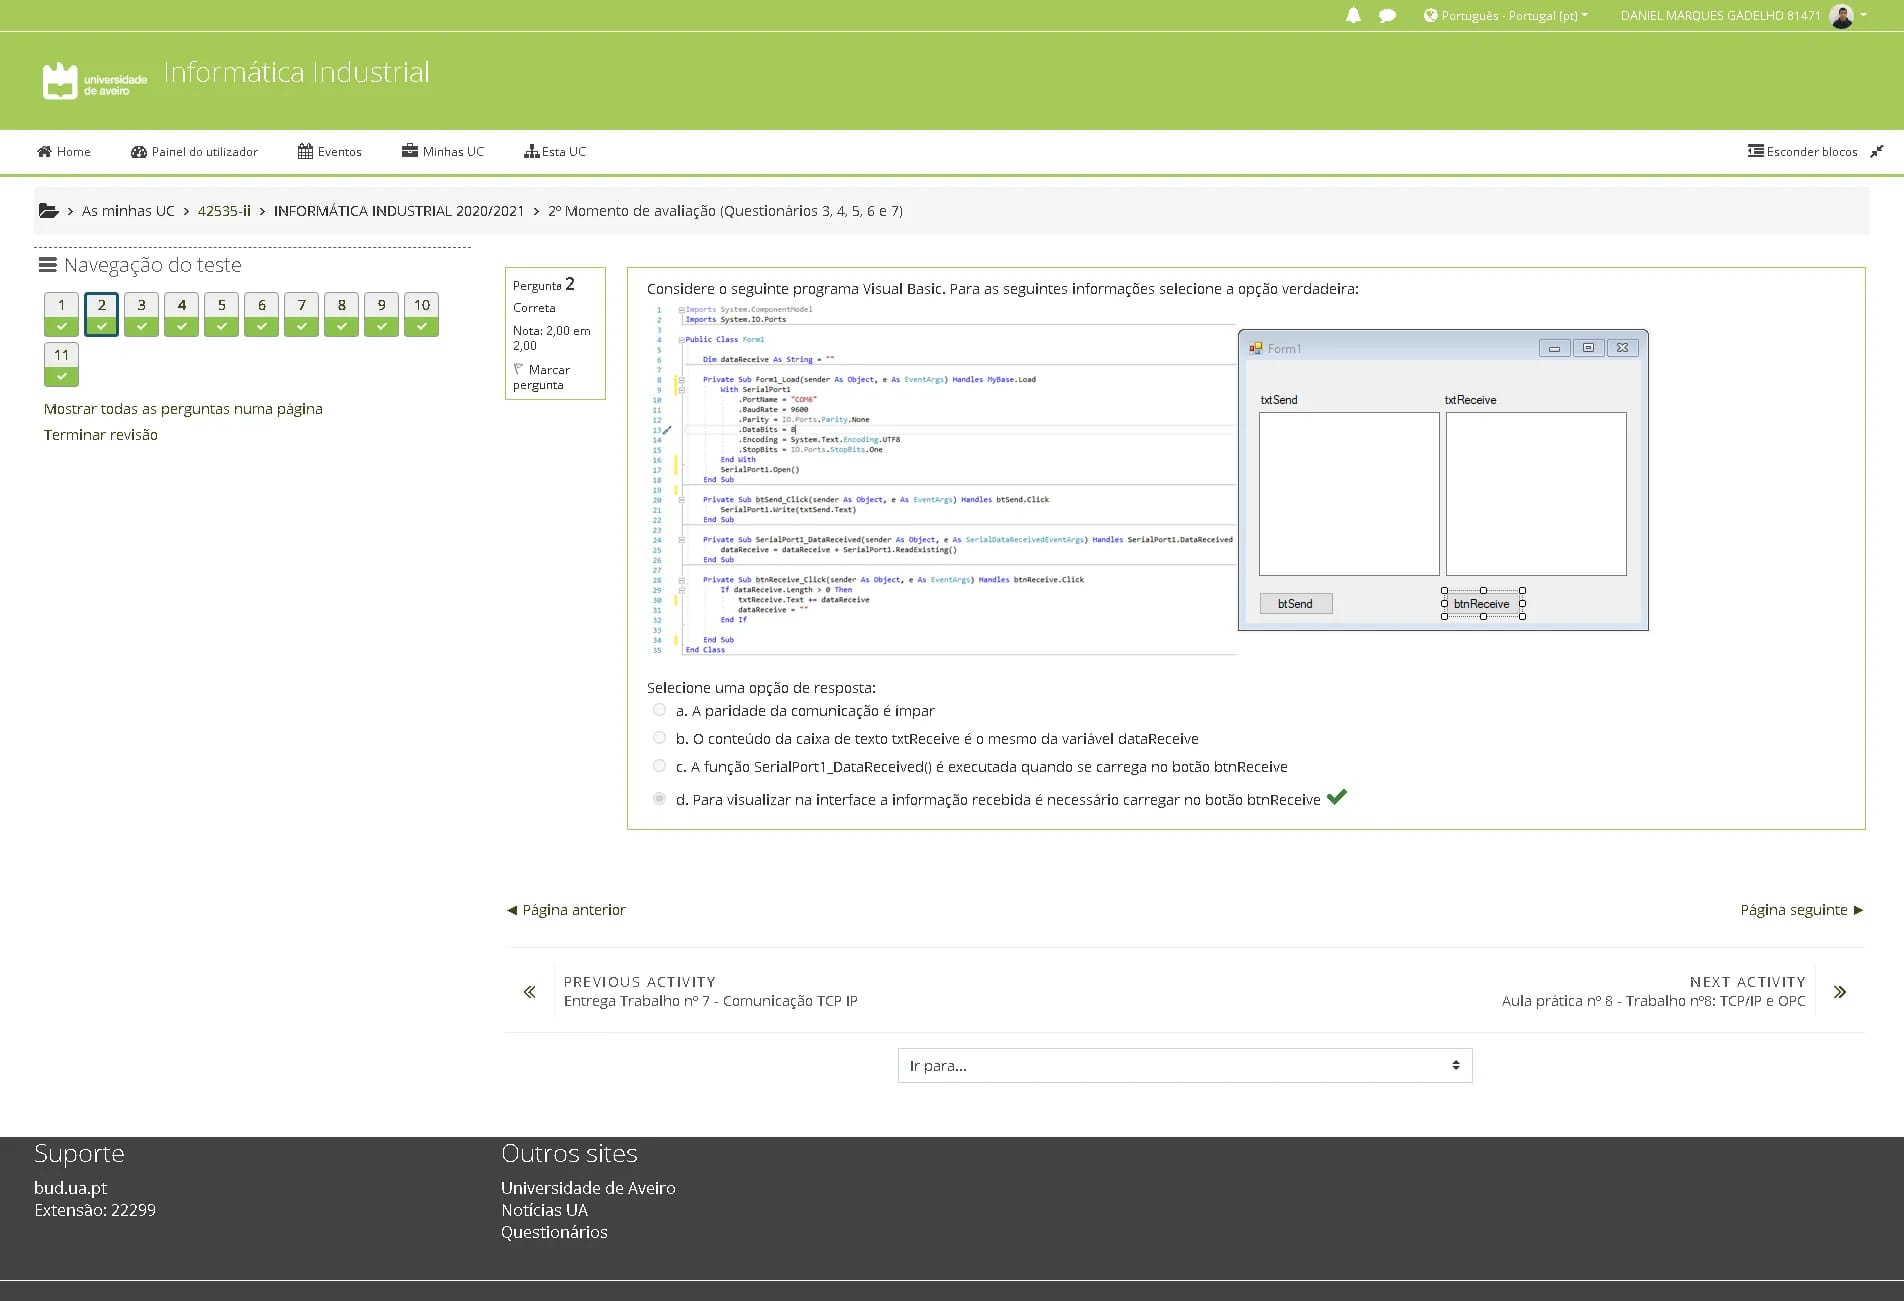 Português - Portugal (pt)
DANIEL MARQUES GADELHO 81471
universidade
de aveiro
Informática Industrial
Home
Painel do utilizador
Eventos
Minhas UC
Esta UC
Esconder blocos
As minhas UC > 42535-ii > INFORMÁTICA INDUSTRIAL 2020/2021 > 2º Momento de avaliação (Questionários 3, 4, 5, 6 e 7)
Navegação do teste
1 2 3 4 5 6 7 8 9 10
11
Mostrar todas as perguntas numa página
Terminar revisão
Pergunta 2
Correta
Nota: 2,00 em
2,00
Marcar
pergunta
Considere o seguinte programa Visual Basic. Para as seguintes informações selecione a opção verdadeira:
1 Imports System.ComponentModel
2 Imports System.IO.Ports
3
4 Public Class Form1
5
6 Dim dataReceive As String = ""
7
8 Private Sub Form1_Load(sender As Object, e As EventArgs) Handles MyBase.Load
9 With SerialPort1
10 .PortName = "COM6"
11 .BaudRate = 9600
12 .Parity = IO.Ports.Parity.None
13 .DataBits = 8
14 .Encoding = System.Text.Encoding.UTF8
15 .StopBits = IO.Ports.StopBits.One
16 End With
17 SerialPort1.Open()
18 End Sub
19
20 Private Sub btSend_Click(sender As Object, e As EventArgs) Handles btSend.Click
21 SerialPort1.Write(txtSend.Text)
22 End Sub
23
24 Private Sub SerialPort1_DataReceived(sender As Object, e As SerialDataReceivedEventArgs) Handles SerialPort1.DataReceived
25 dataReceive = dataReceive + SerialPort1.ReadExisting()
26 End Sub
27
28 Private Sub btnReceive_Click(sender As Object, e As EventArgs) Handles btnReceive.Click
29 If dataReceive.Length > 0 Then
30 txtReceive.Text += dataReceive
31 dataReceive = ""
32 End If
33
34 End Sub
35 End Class
Form1
txtSend
txtReceive
btSend
btnReceive
Selecione uma opção de resposta:
a. A paridade da comunicação é ímpar
b. O conteúdo da caixa de texto txtReceive é o mesmo da variável dataReceive
c. A função SerialPort1_DataReceived() é executada quando se carrega no botão btnReceive
d. Para visualizar na interface a informação recebida é necessário carregar no botão btnReceive
◄ Página anterior
Página seguinte ►
PREVIOUS ACTIVITY
Entrega Trabalho nº 7 - Comunicação TCP IP
NEXT ACTIVITY
Aula prática nº 8 - Trabalho nº8: TCP/IP e OPC
Ir para...
Suporte
bud.ua.pt
Extensão: 22299
Outros sites
Universidade de Aveiro
Notícias UA
Questionários